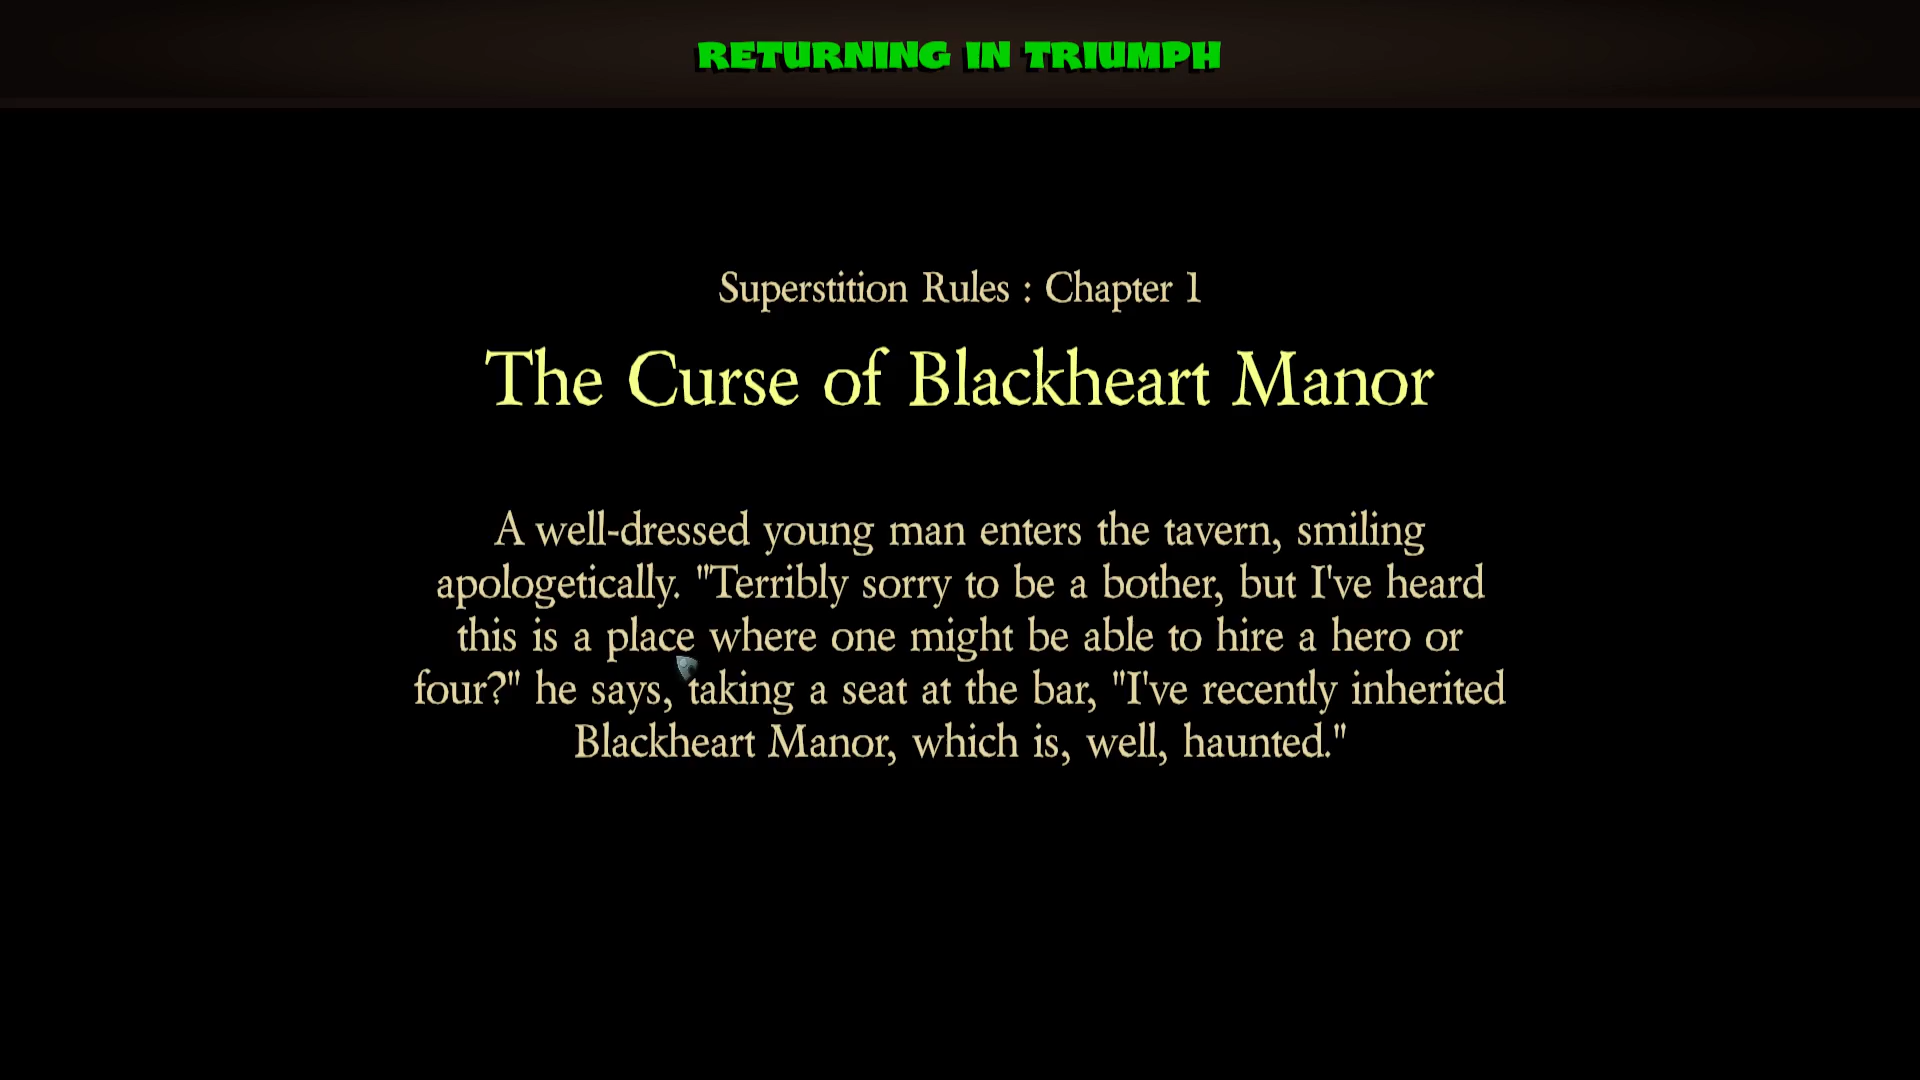 RETURNING IN TRIUMPH
Superstition Rules : Chapter 1
The Curse of Blackheart Manor
A well-dressed young man enters the tavern, smiling
apologetically. "Terribly sorry to be a bother, but I've heard
this is a place where one might be able to hire a hero or
four?" he says, taking a seat at the bar, "I've recently inherited
Blackheart Manor, which is, well, haunted."